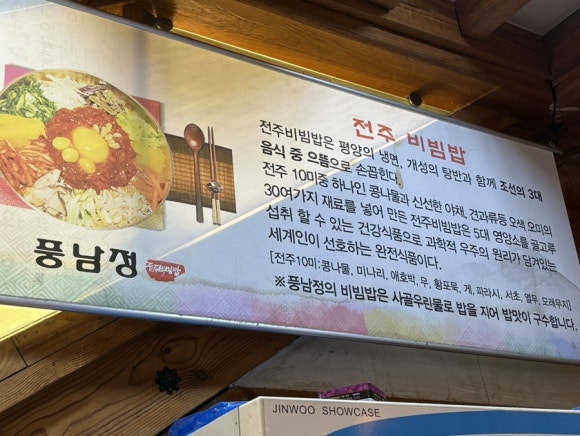 전주 비빔밥
전주비빔밥은 평양의 냉면, 개성의 탕반과 함께 조선의 3대
음식 중 으뜸으로 손꼽힌다.
전주 10미중 하나인 콩나물과 신선한 야채, 견과류등 오색 오미의
30여가지 재료를 넣어 만든 전주비빔밥은 5대 영양소를 골고루
섭취 할 수 있는 건강식품으로 과학적 우주의 원리가 담겨있는
세계인이 선호하는 완전식품이다.
[전주10미:콩나물, 미나리, 애호박, 무, 황포묵, 게, 파라시, 서초, 열무, 모래무지]
※ 풍남정의 비빔밥은 사골우린물로 밥을 지어 밥맛이 구수합니다.
풍남정
전주비빔밥
JINWOO SHOWCASE